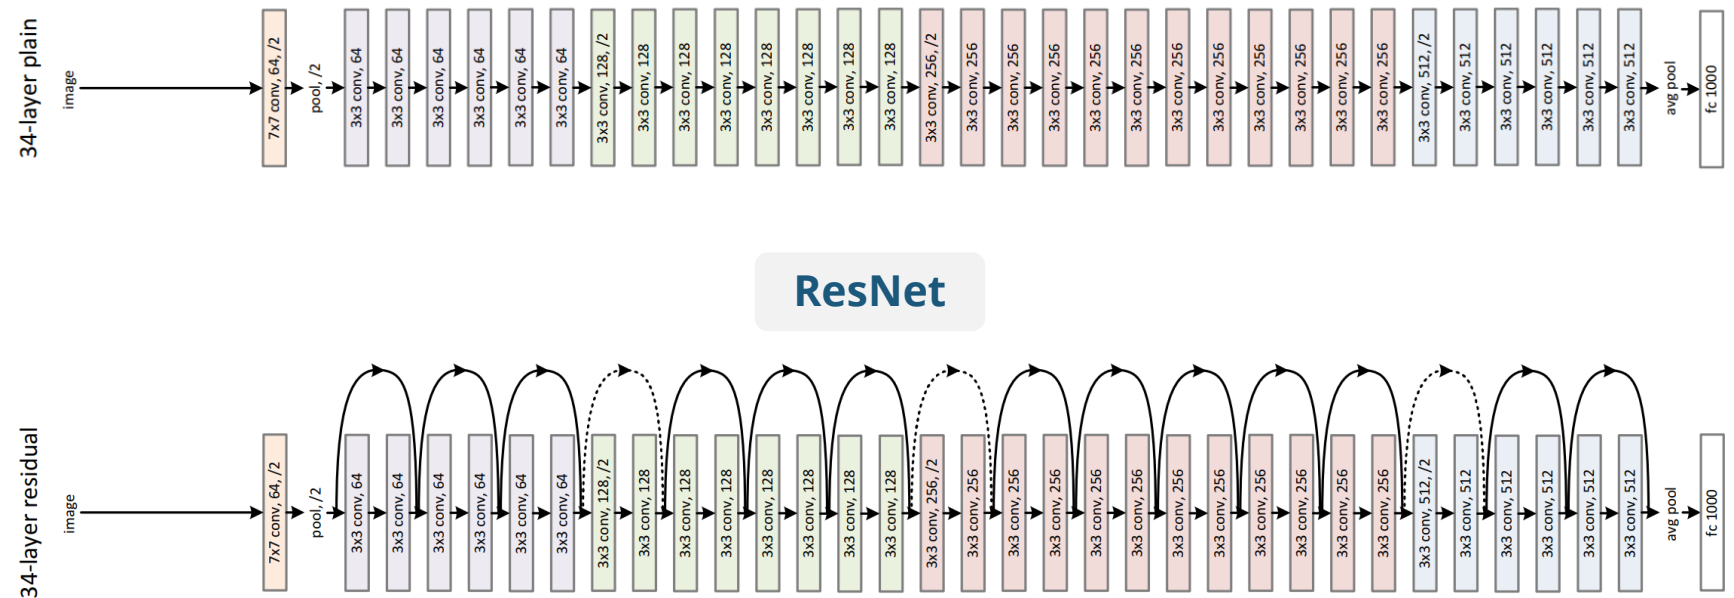 34-layer plain
image
7x7 conv, 64, /2
pool, /2
3x3 conv, 64
3x3 conv, 64
3x3 conv, 64
3x3 conv, 64
3x3 conv, 64
3x3 conv, 64
3x3 conv, 128, /2
3x3 conv, 128
3x3 conv, 128
3x3 conv, 128
3x3 conv, 128
3x3 conv, 128
3x3 conv, 128
3x3 conv, 128
3x3 conv, 256, /2
3x3 conv, 256
3x3 conv, 256
3x3 conv, 256
3x3 conv, 256
3x3 conv, 256
3x3 conv, 256
3x3 conv, 256
3x3 conv, 256
3x3 conv, 256
3x3 conv, 256
3x3 conv, 256
3x3 conv, 512, /2
3x3 conv, 512
3x3 conv, 512
3x3 conv, 512
3x3 conv, 512
3x3 conv, 512
avg pool
fc 1000
ResNet
34-layer residual
image
7x7 conv, 64, /2
pool, /2
3x3 conv, 64
3x3 conv, 64
3x3 conv, 64
3x3 conv, 64
3x3 conv, 64
3x3 conv, 64
3x3 conv, 128, /2
3x3 conv, 128
3x3 conv, 128
3x3 conv, 128
3x3 conv, 128
3x3 conv, 128
3x3 conv, 128
3x3 conv, 128
3x3 conv, 256, /2
3x3 conv, 256
3x3 conv, 256
3x3 conv, 256
3x3 conv, 256
3x3 conv, 256
3x3 conv, 256
3x3 conv, 256
3x3 conv, 256
3x3 conv, 256
3x3 conv, 256
3x3 conv, 256
3x3 conv, 512, /2
3x3 conv, 512
3x3 conv, 512
3x3 conv, 512
3x3 conv, 512
3x3 conv, 512
avg pool
fc 1000